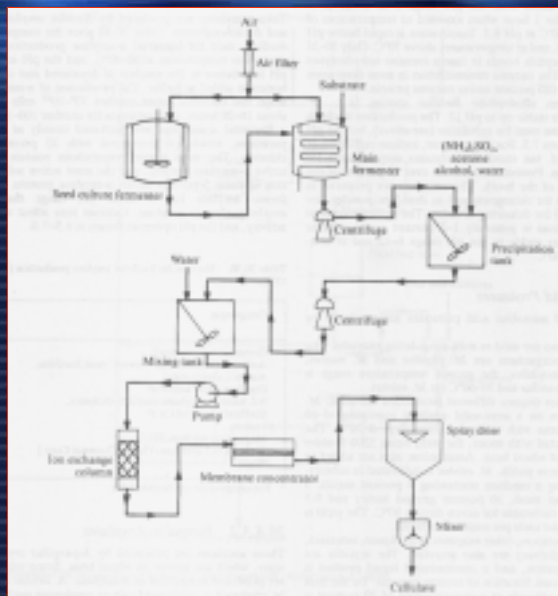 Air
Air filter
Substrate
(NH₄)₂SO₄,
acetone
alcohol, water
Main
fermenter
Seed culture fermenter
Centrifuge
Precipitation
tank
Water
Centrifuge
Mixing tank
Pump
Spray drier
Ion exchange
column
Membrane concentrator
Mixer
Cellulase